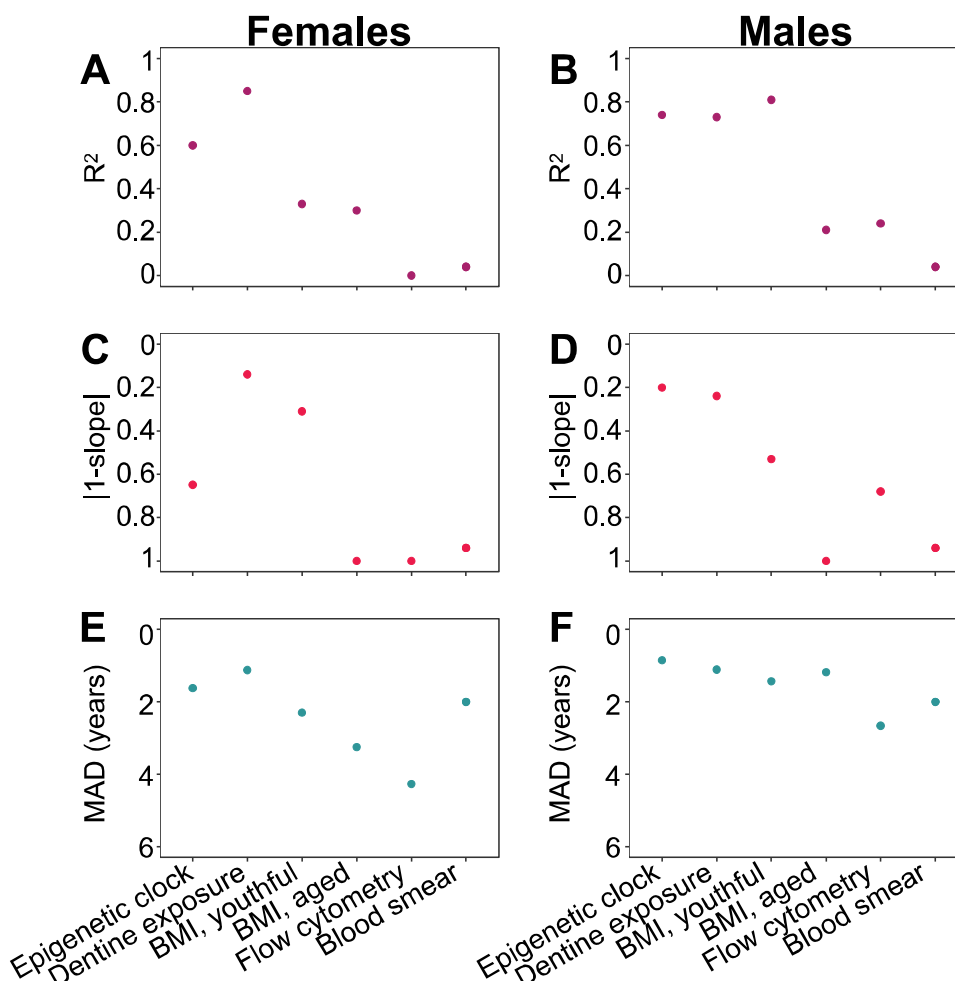 Females
Males
A
1
0.8
0.6
0.4
0.2
0
R²
B
1
0.8
0.6
0.4
0.2
0
R²
C
0
0.2
0.4
0.6
0.8
1
|1-slope|
D
0
0.2
0.4
0.6
0.8
1
|1-slope|
E
0
2
4
6
MAD (years)
F
0
2
4
6
MAD (years)
Epigenetic clock
Dentine exposure
BMI, youthful
BMI, aged
Flow cytometry
Blood smear
Epigenetic clock
Dentine exposure
BMI, youthful
BMI, aged
Flow cytometry
Blood smear